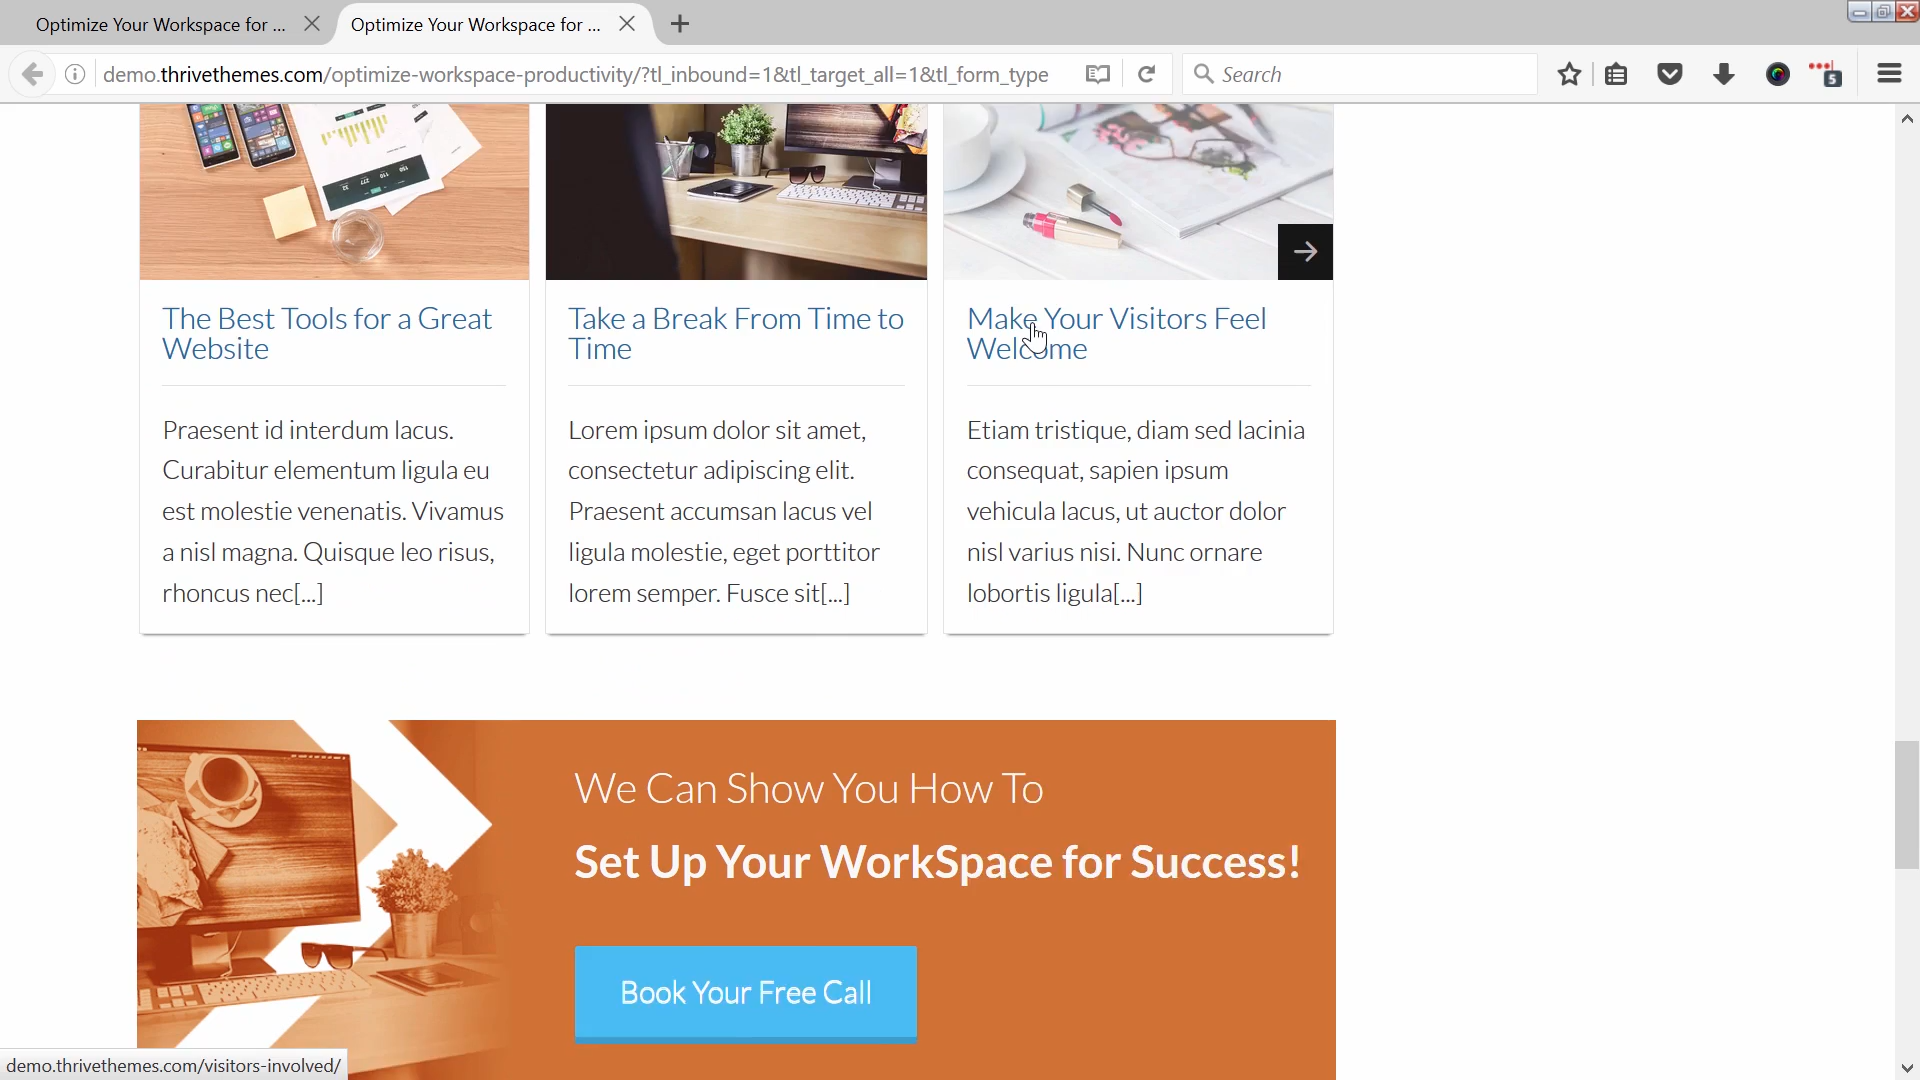 Optimize Your Workspace for ...
Optimize Your Workspace for ...
demo.thrivethemes.com/optimize-workspace-productivity/?tl_inbound=1&tl_target_all=1&tl_form_type
Search
5
The Best Tools for a Great
Website
Praesent id interdum lacus.
Curabitur elementum ligula eu
est molestie venenatis. Vivamus
a nisl magna. Quisque leo risus,
rhoncus nec[...]
Take a Break From Time to
Time
Lorem ipsum dolor sit amet,
consectetur adipiscing elit.
Praesent accumsan lacus vel
ligula molestie, eget porttitor
lorem semper. Fusce sit[...]
Make Your Visitors Feel
Welcome
Etiam tristique, diam sed lacinia
consequat, sapien ipsum
vehicula lacus, ut auctor dolor
nisl varius nisi. Nunc ornare
lobortis ligula[...]
We Can Show You How To
Set Up Your WorkSpace for Success!
Book Your Free Call
demo.thrivethemes.com/visitors-involved/